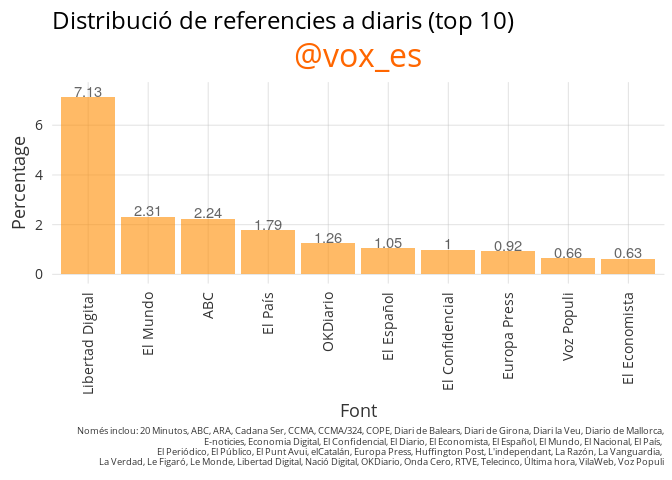 Distribució de referencies a diaris (top 10)
@vox_es
Percentage
6
4
2
0
7.13
2.31
2.24
1.79
1.26
1.05
1
0.92
0.66
0.63
Libertad Digital
El Mundo
ABC
El País
OKDiario
El Español
El Confidencial
Europa Press
Voz Populi
El Economista
Font
Només inclou: 20 Minutos, ABC, ARA, Cadana Ser, CCMA, CCMA/324, COPE, Diari de Balears, Diari de Girona, Diari la Veu, Diario de Mallorca,
E-noticies, Economia Digital, El Confidencial, El Diario, El Economista, El Español, El Mundo, El Nacional, El País,
El Periódico, El Público, El Punt Avui, elCatalán, Europa Press, Huffington Post, L'independant, La Razón, La Vanguardia,
La Verdad, Le Figaró, Le Monde, Libertad Digital, Nació Digital, OKDiario, Onda Cero, RTVE, Telecinco, Última hora, VilaWeb, Voz Populi